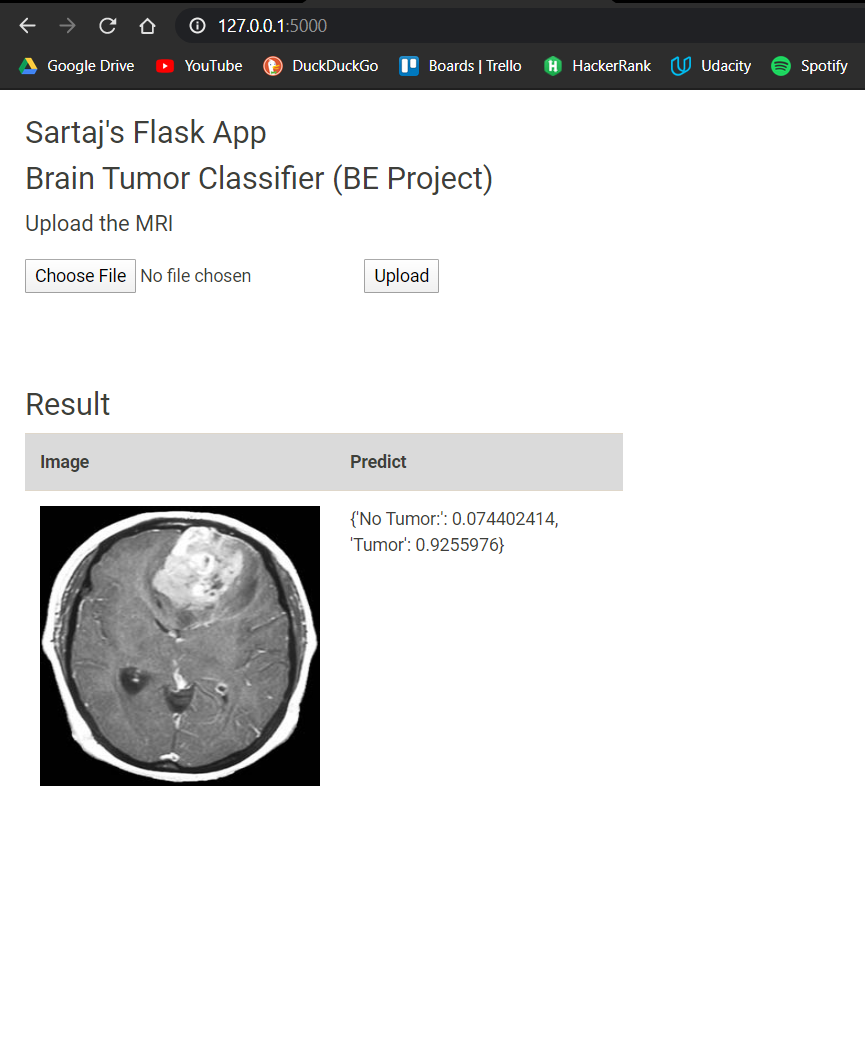 127.0.0.1:5000
Google Drive YouTube DuckDuckGo Boards | Trello HackerRank Udacity Spotify
Sartaj's Flask App
Brain Tumor Classifier (BE Project)
Upload the MRI
Choose File No file chosen Upload
Result
Image Predict
{'No Tumor:': 0.074402414,
'Tumor': 0.9255976}